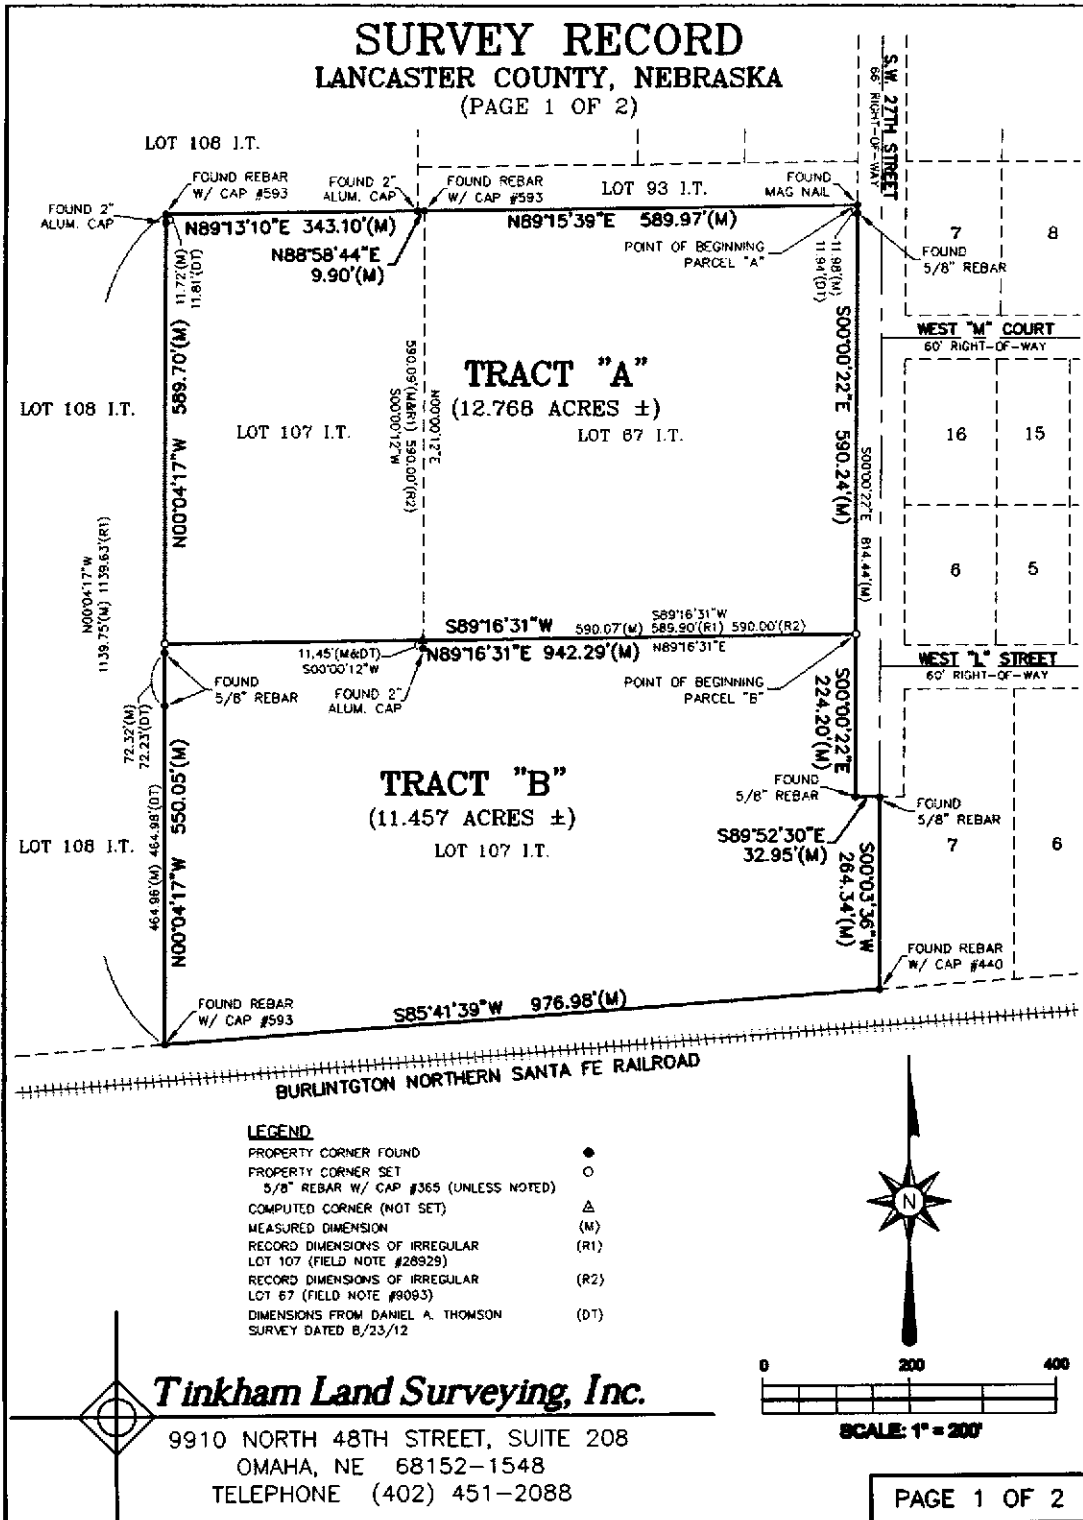 SURVEY RECORD
LANCASTER COUNTY, NEBRASKA
(PAGE 1 OF 2)
S.W. 27TH STREET
66' RIGHT-OF-WAY
LOT 108 I.T.
FOUND REBAR
W/ CAP #593
FOUND 2"
ALUM. CAP
FOUND REBAR
W/ CAP #593
LOT 93 I.T.
FOUND
MAG NAIL
FOUND 2"
ALUM. CAP
N89°13'10"E 343.10'(M)
N89°15'39"E 589.97'(M)
N88°58'44"E
9.90'(M)
POINT OF BEGINNING
PARCEL "A"
FOUND
5/8" REBAR
7
8
11.72'(M)
11.81'(DT)
11.98'(M)
11.94'(DT)
WEST "M" COURT
60' RIGHT-OF-WAY
N00°04'17"W 589.70'(M)
TRACT "A"
(12.768 ACRES ±)
LOT 108 I.T.
LOT 107 I.T.
LOT 67 I.T.
N00°00'12"E
590.09'(M&R1) 590.00'(R2)
S00°00'12"W
S00°00'22"E 590.24'(M)
S00°00'22"E 814.44'(M)
16
15
6
5
N00°04'17"W
1139.75'(M) 1139.63'(R1)
S89°16'31"W
S89°16'31"W
590.07'(M) 589.90'(R1) 590.00'(R2)
N89°16'31"E
N89°16'31"E 942.29'(M)
11.45'(M&DT)
S00°00'12"W
FOUND 2"
ALUM. CAP
FOUND
5/8" REBAR
POINT OF BEGINNING
PARCEL "B"
WEST "L" STREET
60' RIGHT-OF-WAY
72.32'(M)
72.23'(DT)
S00°00'22"E
224.20'(M)
N00°04'17"W 550.05'(M)
464.96'(M) 464.98'(DT)
TRACT "B"
(11.457 ACRES ±)
LOT 107 I.T.
LOT 108 I.T.
FOUND
5/8" REBAR
FOUND
5/8" REBAR
S89°52'30"E
32.95'(M)
7
6
S00°03'36"W
264.34'(M)
FOUND REBAR
W/ CAP #440
FOUND REBAR
W/ CAP #593
S85°41'39"W 976.98'(M)
BURLINTGTON NORTHERN SANTA FE RAILROAD
LEGEND
PROPERTY CORNER FOUND
PROPERTY CORNER SET
5/8" REBAR W/ CAP #365 (UNLESS NOTED)
COMPUTED CORNER (NOT SET)
MEASURED DIMENSION (M)
RECORD DIMENSIONS OF IRREGULAR (R1)
LOT 107 (FIELD NOTE #28929)
RECORD DIMENSIONS OF IRREGULAR (R2)
LOT 67 (FIELD NOTE #9093)
DIMENSIONS FROM DANIEL A. THOMSON (DT)
SURVEY DATED 8/23/12
N
0 200 400
SCALE: 1" = 200'
Tinkham Land Surveying, Inc.
9910 NORTH 48TH STREET, SUITE 208
OMAHA, NE 68152-1548
TELEPHONE (402) 451-2088
PAGE 1 OF 2